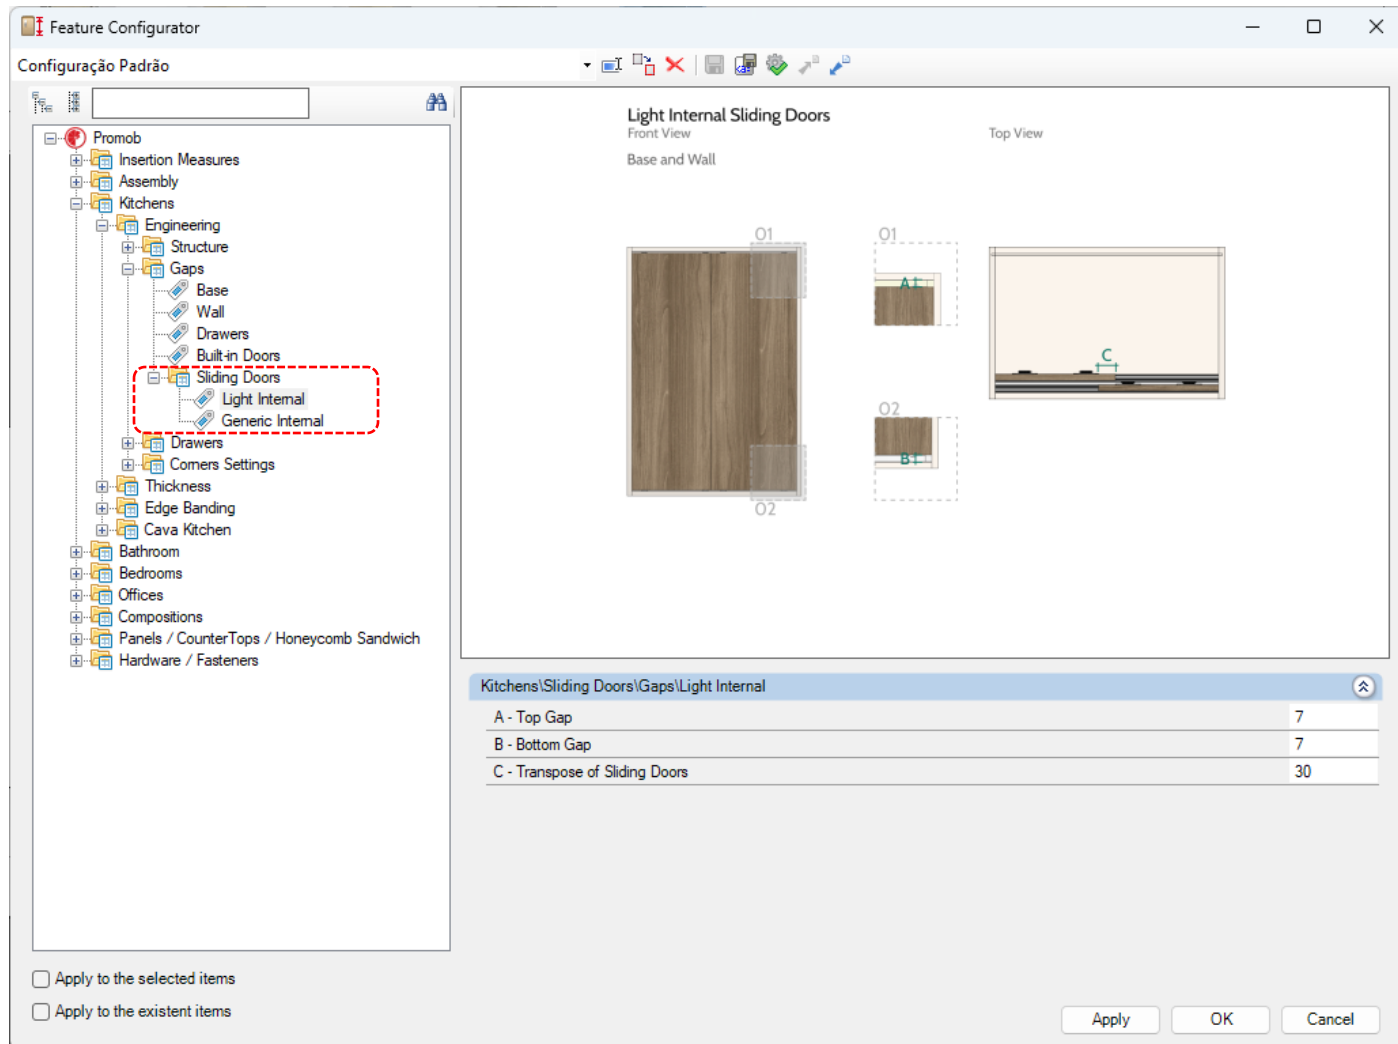 Feature Configurator
Configuração Padrão
Promob
Insertion Measures
Assembly
Kitchens
Engineering
Structure
Gaps
Base
Wall
Drawers
Built-in Doors
Sliding Doors
Light Internal
Generic Internal
Drawers
Corners Settings
Thickness
Edge Banding
Cava Kitchen
Bathroom
Bedrooms
Offices
Compositions
Panels / CounterTops / Honeycomb Sandwich
Hardware / Fasteners
Light Internal Sliding Doors
Front View
Top View
Base and Wall
O1
O1
A
C
O2
B
O2
Kitchens\Sliding Doors\Gaps\Light Internal
A - Top Gap 7
B - Bottom Gap 7
C - Transpose of Sliding Doors 30
Apply to the selected items
Apply to the existent items
Apply OK Cancel